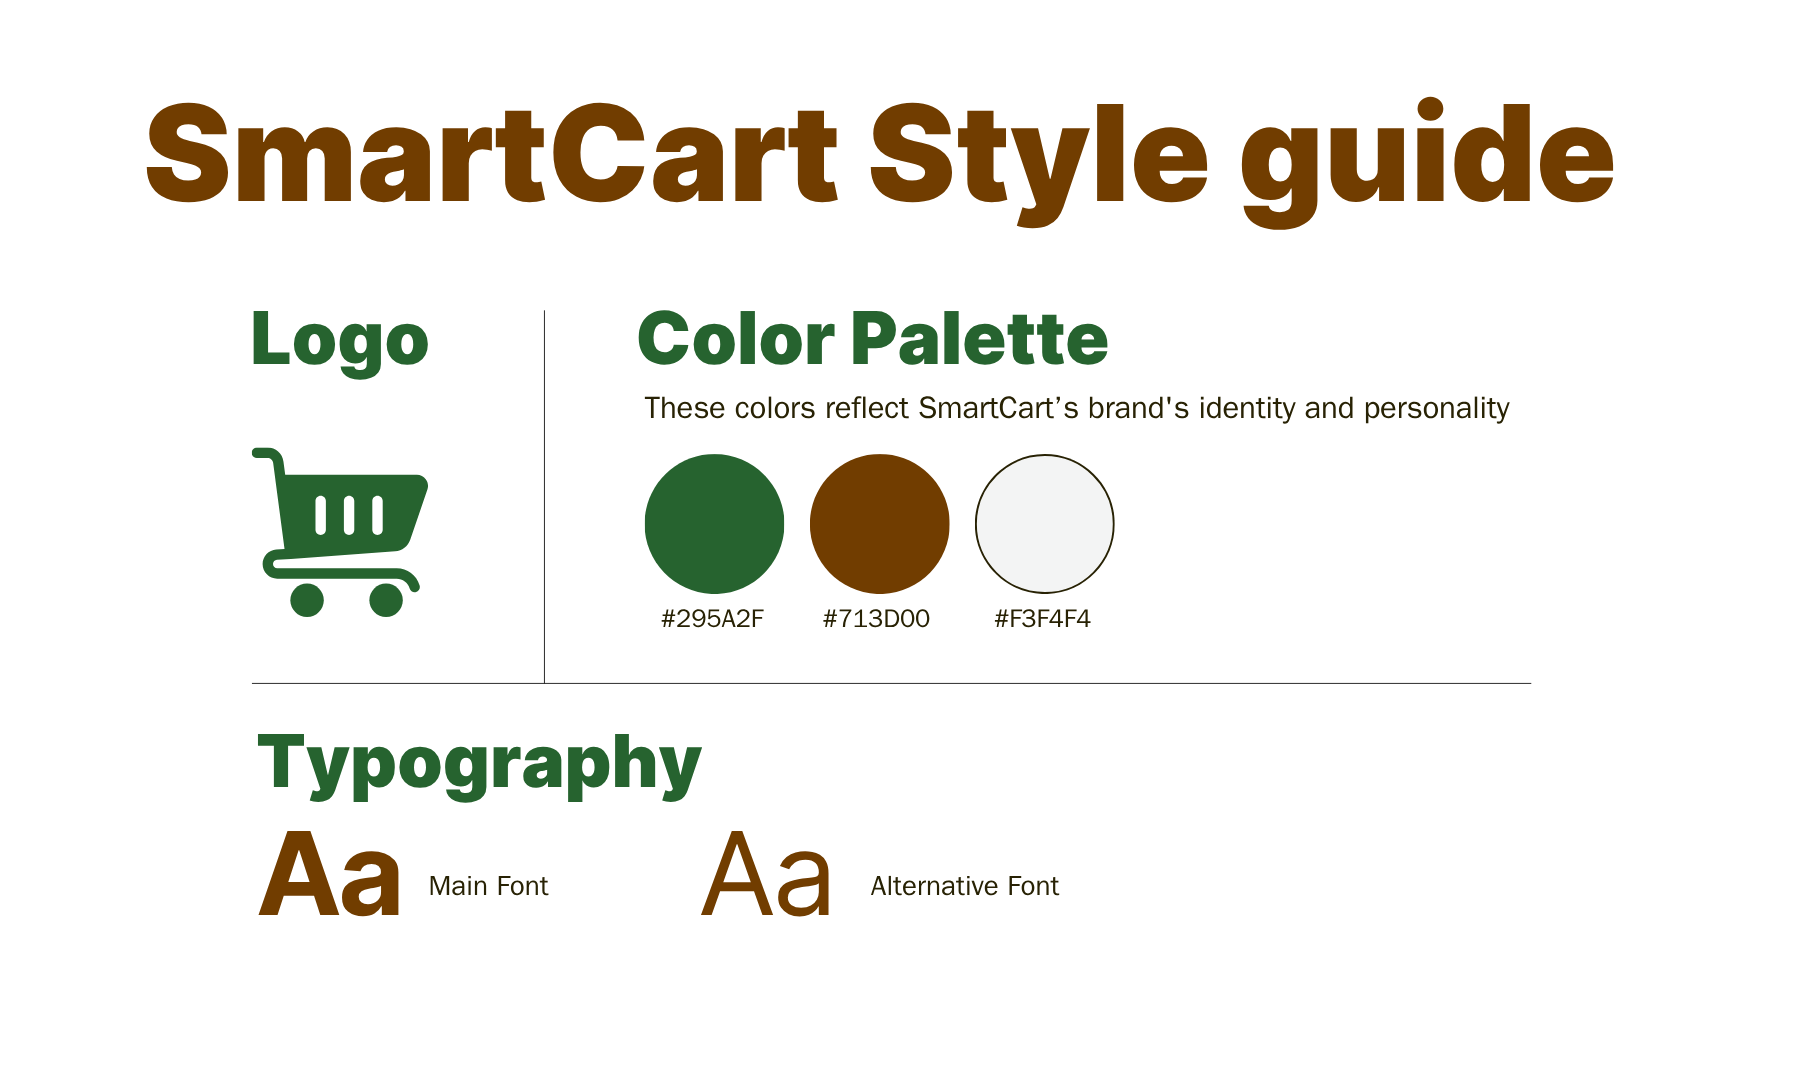 SmartCart Style guide
Logo
Color Palette
These colors reflect SmartCart’s brand's identity and personality
#295A2F
#713D00
#F3F4F4
Typography
Aa
Main Font
Aa
Alternative Font